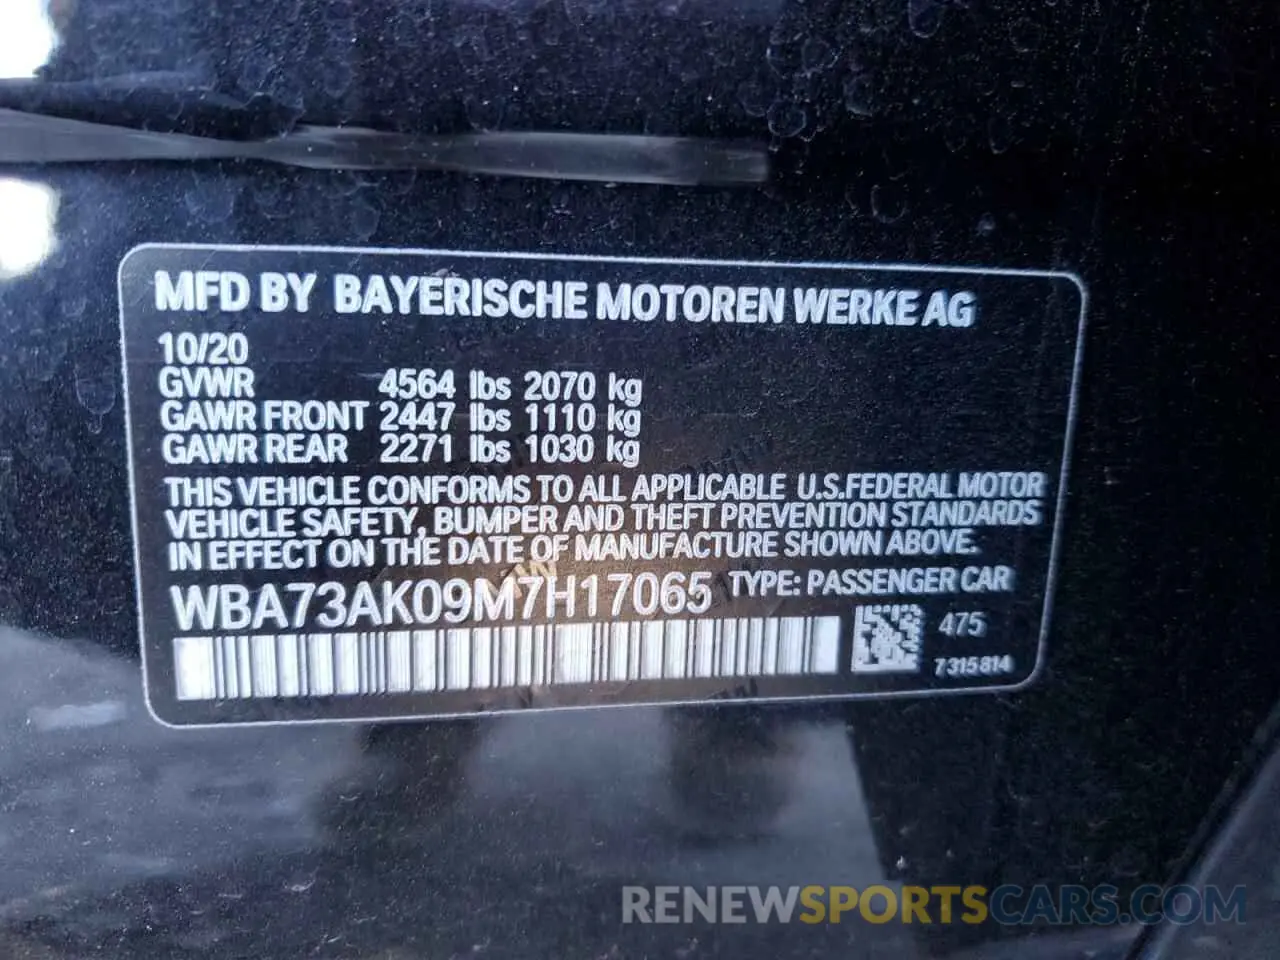 MFD BY BAYERISCHE MOTOREN WERKE AG
10/20
GVWR 4564 lbs 2070 kg
GAWR FRONT 2447 lbs 1110 kg
GAWR REAR 2271 lbs 1030 kg
THIS VEHICLE CONFORMS TO ALL APPLICABLE U.S.FEDERAL MOTOR
VEHICLE SAFETY, BUMPER AND THEFT PREVENTION STANDARDS
IN EFFECT ON THE DATE OF MANUFACTURE SHOWN ABOVE.
WBA73AK09M7H17065 TYPE: PASSENGER CAR
475
7315814
RENEWSPORTSCARS.COM